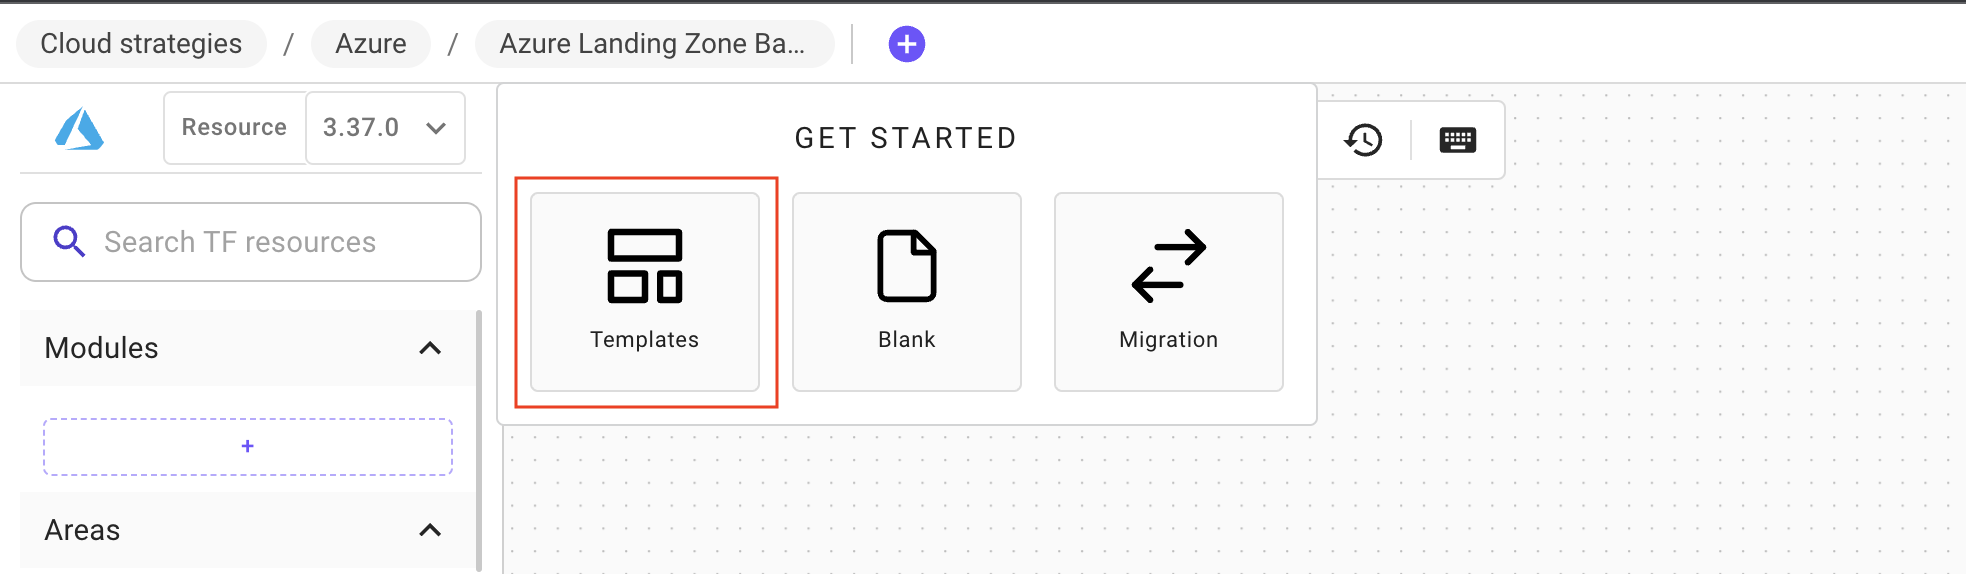 Cloud strategies / Azure / Azure Landing Zone Ba...
Resource 3.37.0
GET STARTED
Search TF resources
Templates
Blank
Migration
Modules
+
Areas